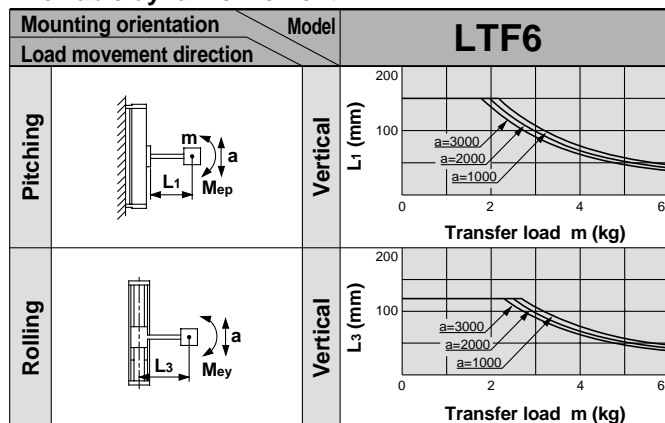 Mounting orientation
Model
Load movement direction
LTF6
Pitching
m
a
L1
Mep
Vertical
L1 (mm)
200
100
a=3000
a=2000
a=1000
0 2 4 6
Transfer load m (kg)
Rolling
a
L3
Mey
Vertical
L3 (mm)
200
100
a=3000
a=2000
a=1000
0 2 4 6
Transfer load m (kg)